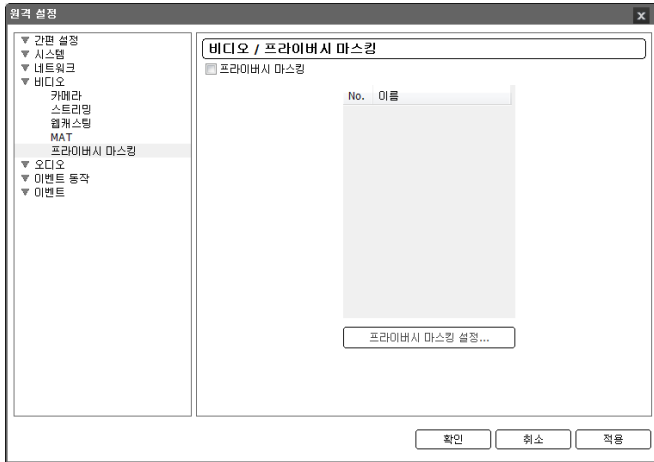 원격 설정
x
간편 설정
시스템
네트워크
비디오
카메라
스트리밍
웹캐스팅
MAT
프라이버시 마스킹
오디오
이벤트 동작
이벤트
비디오 / 프라이버시 마스킹
프라이버시 마스킹
No. 이름
프라이버시 마스킹 설정...
확인 취소 적용